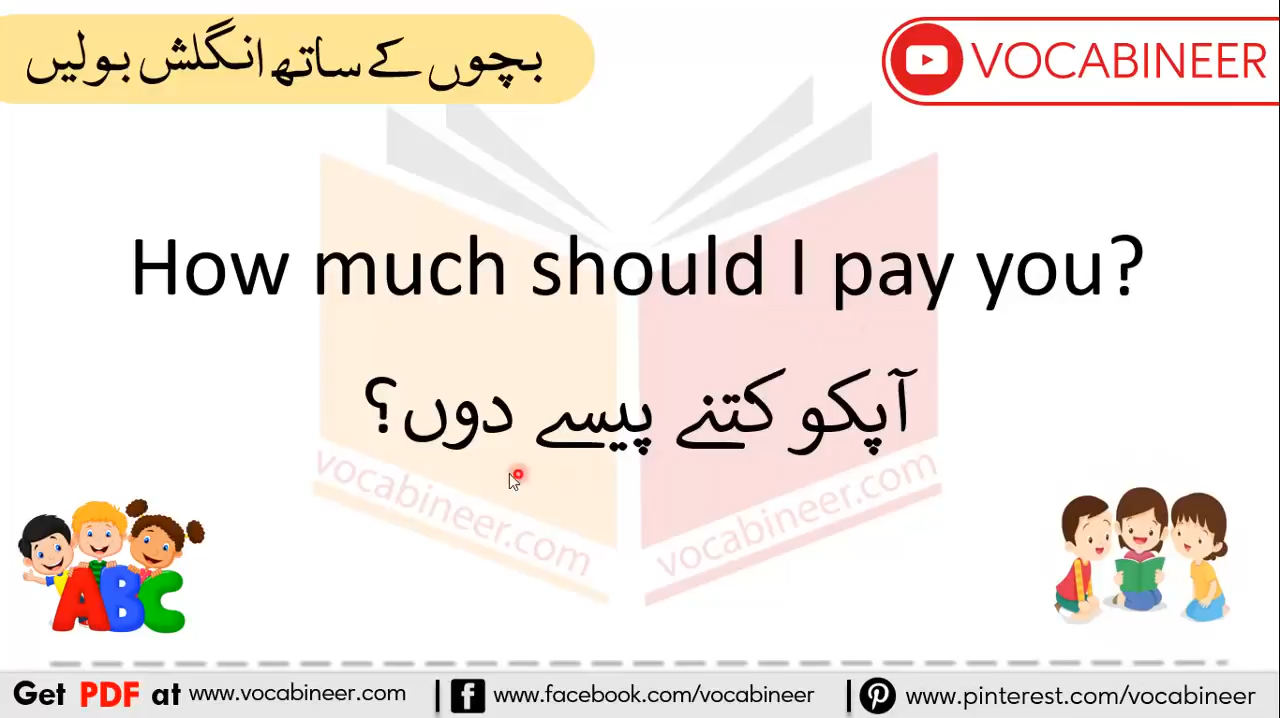 بچوں کے ساتھ انگلش بولیں
VOCABINEER
How much should I pay you?
آپکو کتنے پیسے دوں؟
vocabineer.com
vocabineer.com
ABC
Get PDF at www.vocabineer.com
www.facebook.com/vocabineer
www.pinterest.com/vocabineer